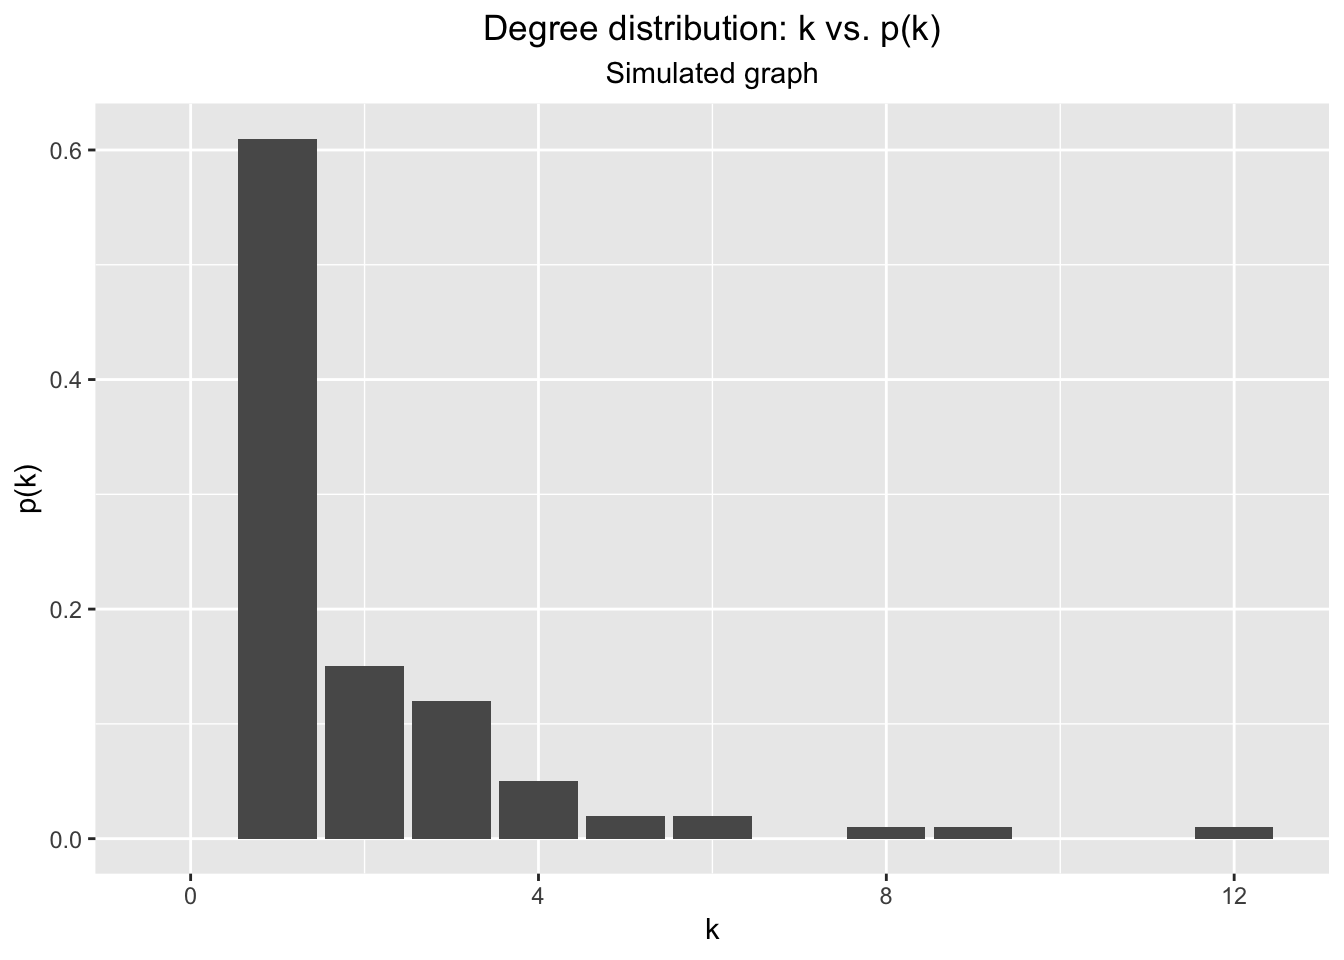 Degree distribution: k vs. p(k)
Simulated graph
0.6
0.4
0.2
0.0
p(k)
0 4 8 12
k